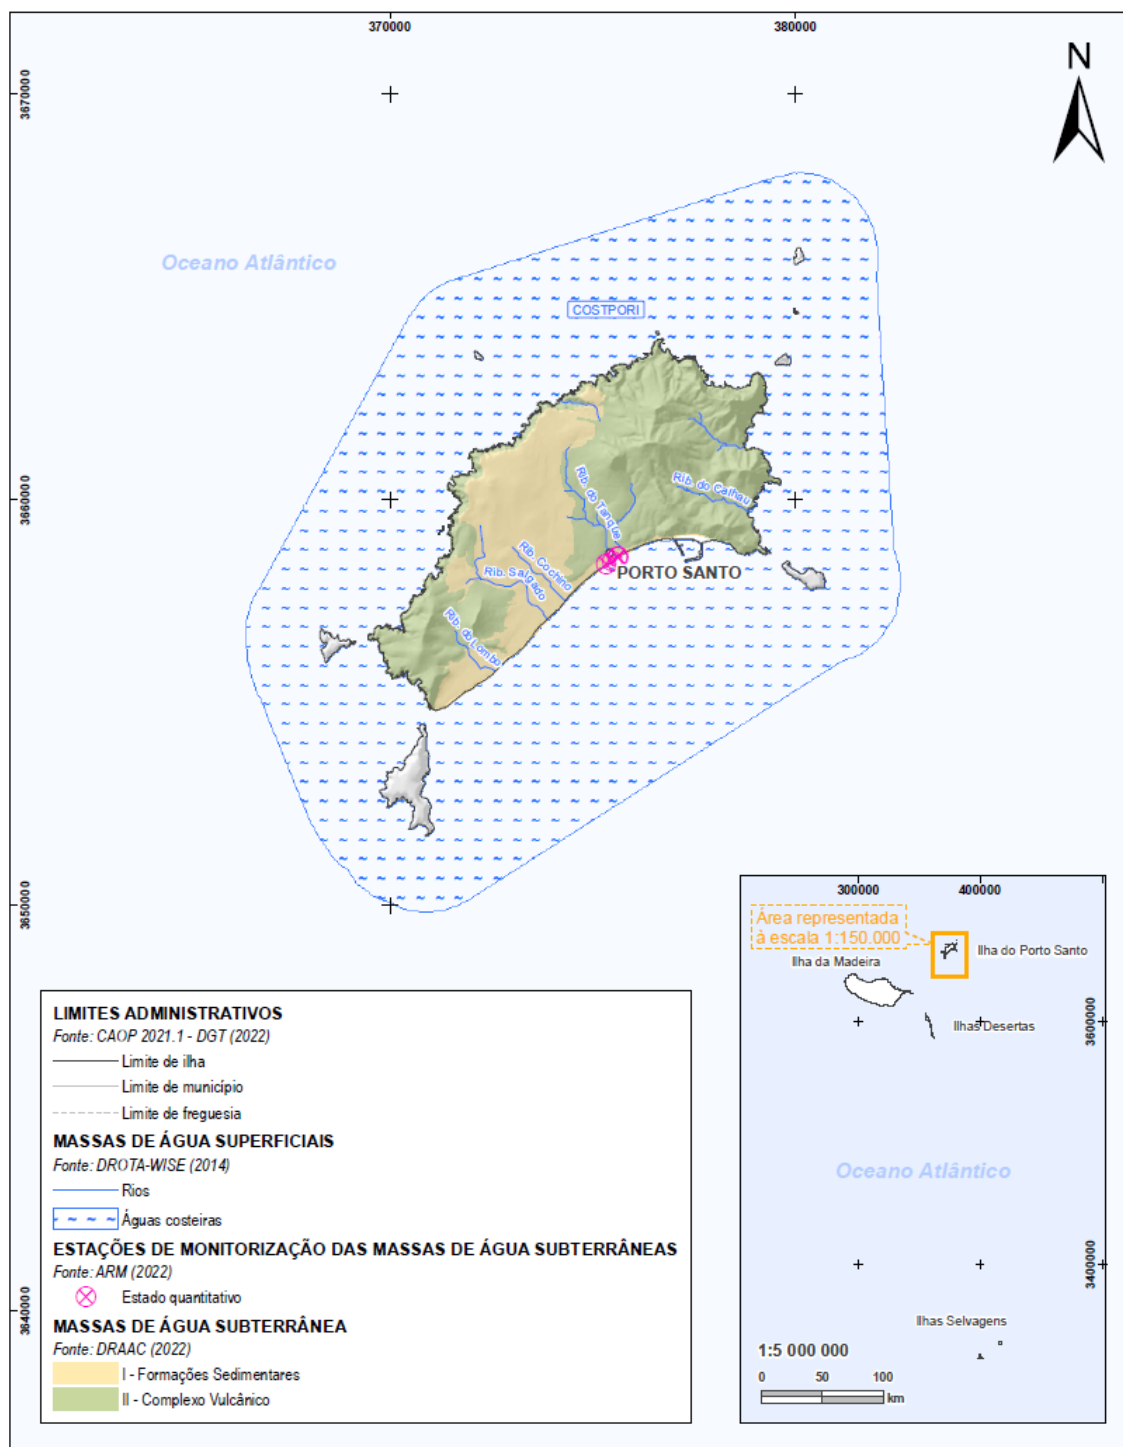 370000
380000
N
3670000
Oceano Atlântico
COSTPORI
3660000
Rib. do Tanque
Rib. do Calhau
Rib. Cochino
Rib. Salgado
PORTO SANTO
Rib. do Lombo
3650000
300000
400000
Área representada
à escala 1:150.000
Ilha do Porto Santo
Ilha da Madeira
3600000
Ilhas Desertas
Oceano Atlântico
3400000
Ilhas Selvagens
1:5 000 000
0 50 100
km
3640000
LIMITES ADMINISTRATIVOS
Fonte: CAOP 2021.1 - DGT (2022)
Limite de ilha
Limite de município
Limite de freguesia
MASSAS DE ÁGUA SUPERFICIAIS
Fonte: DROTA-WISE (2014)
Rios
Águas costeiras
ESTAÇÕES DE MONITORIZAÇÃO DAS MASSAS DE ÁGUA SUBTERRÂNEAS
Fonte: ARM (2022)
Estado quantitativo
MASSAS DE ÁGUA SUBTERRÂNEA
Fonte: DRAAC (2022)
I - Formações Sedimentares
II - Complexo Vulcânico